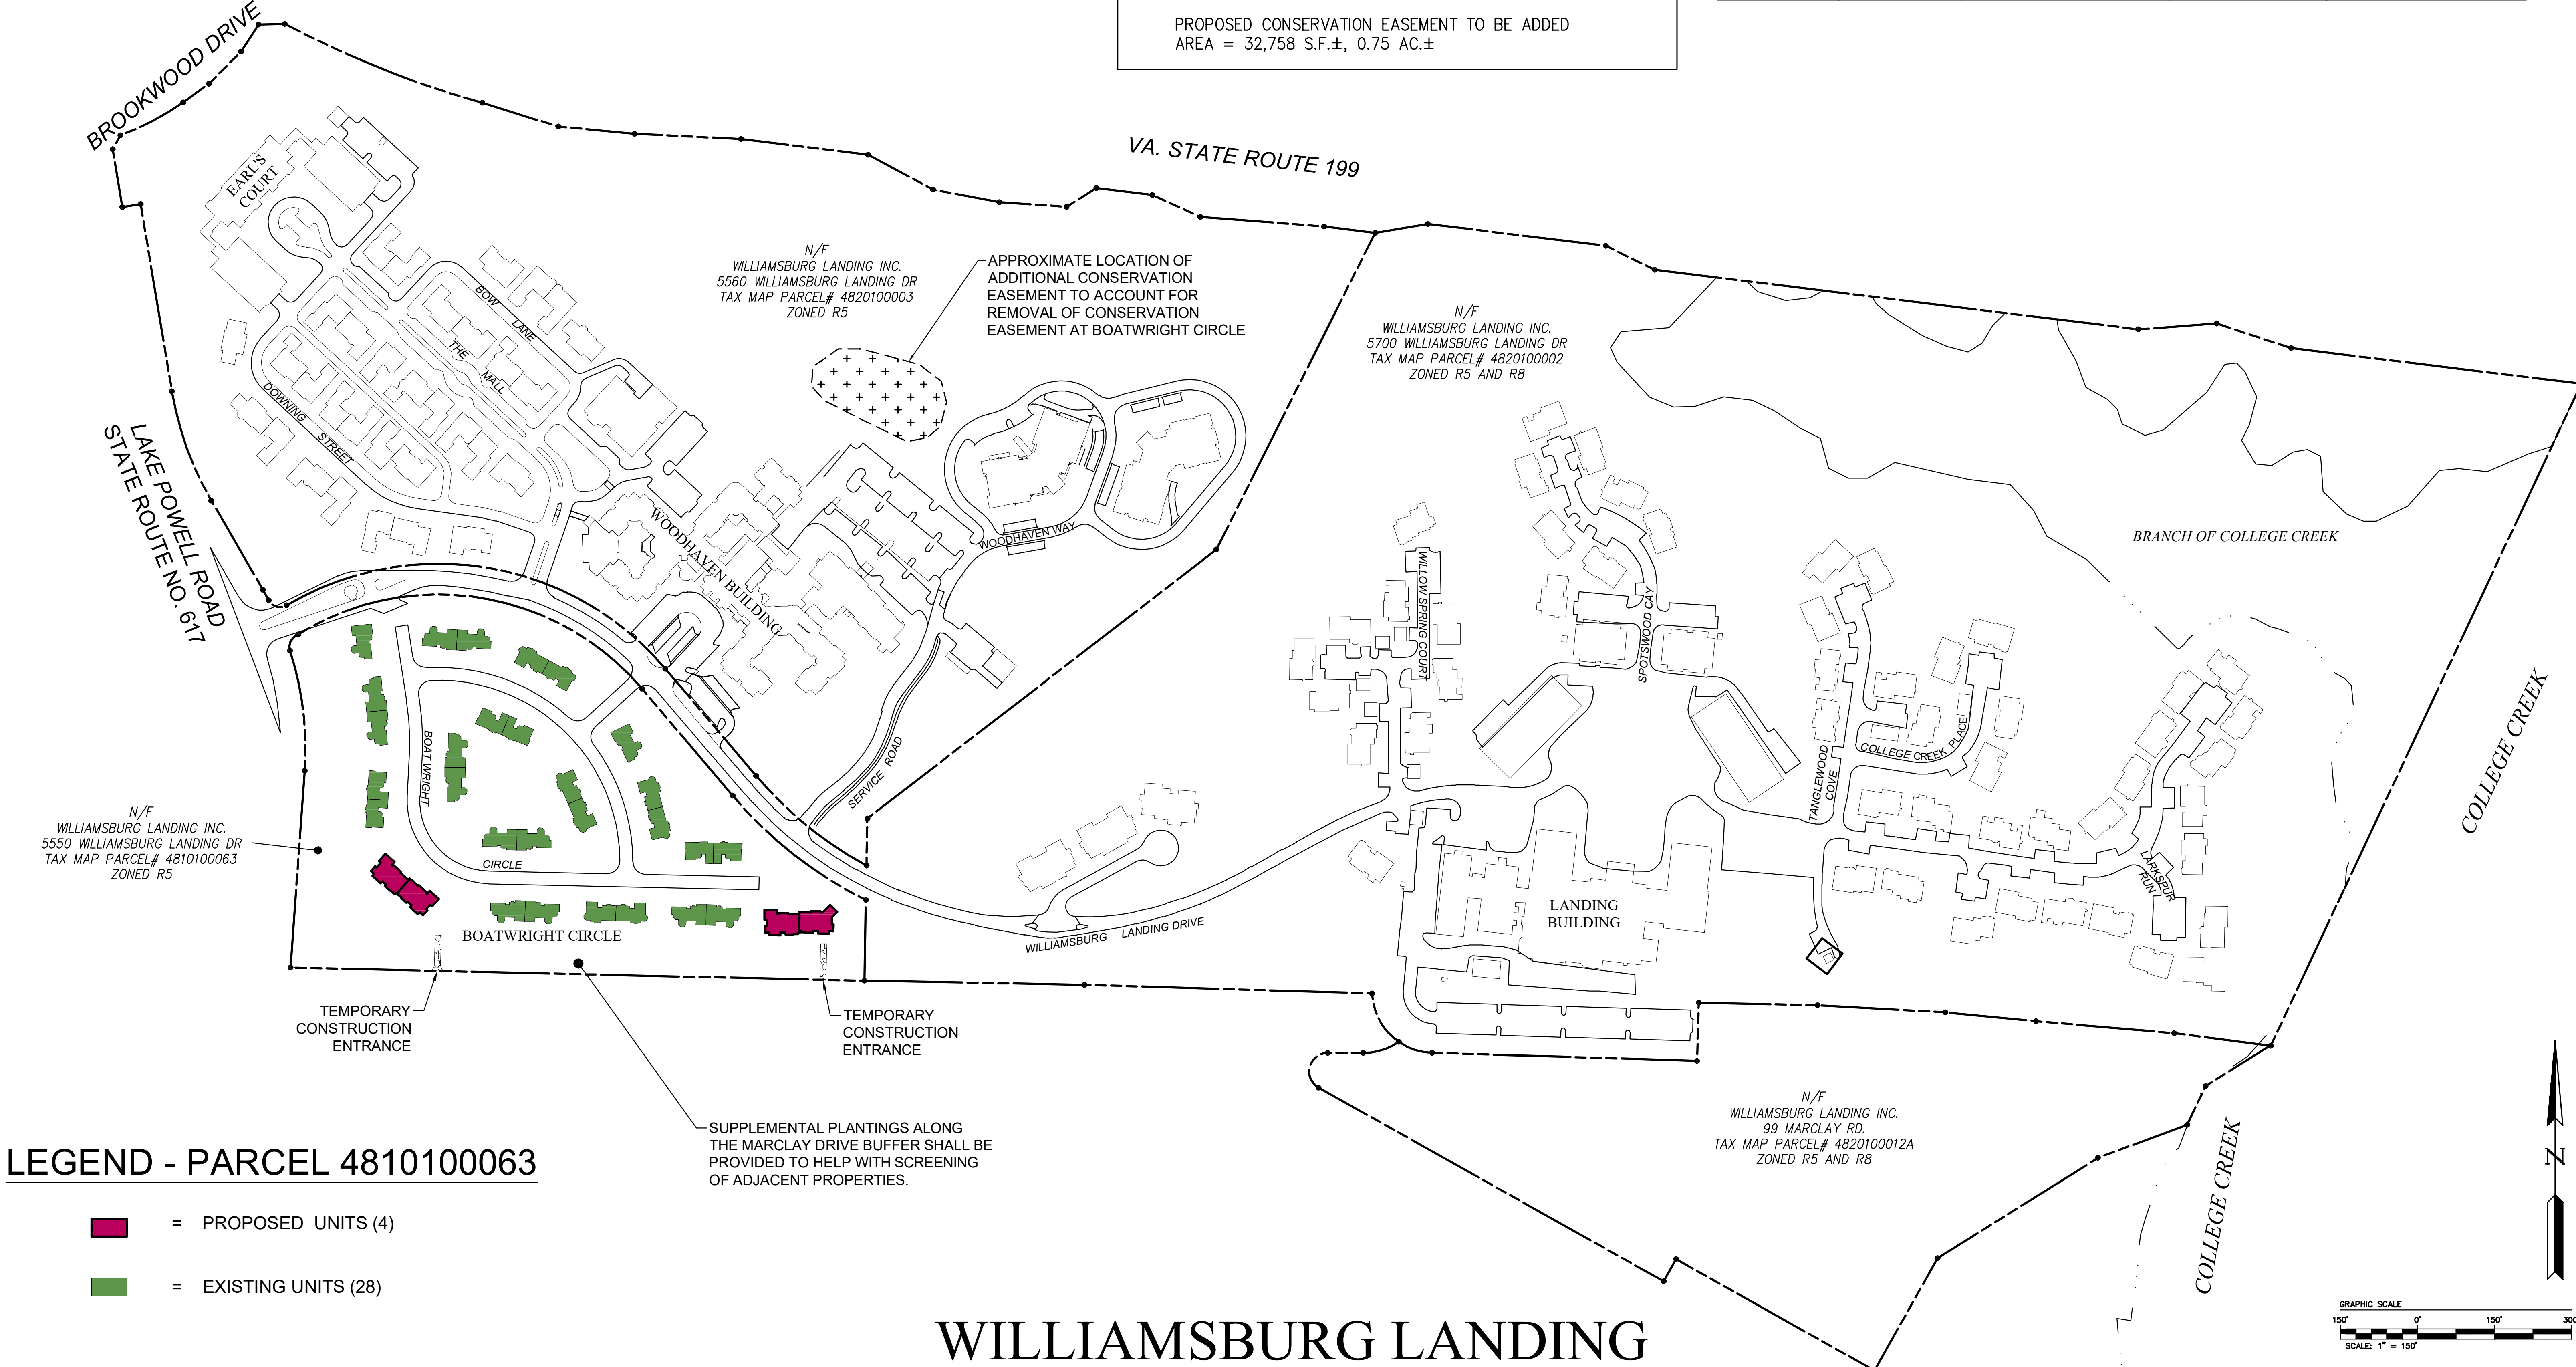 PROPOSED CONSERVATION EASEMENT TO BE ADDED
AREA = 32,758 S.F.±, 0.75 AC.±
BROOKWOOD DRIVE
VA. STATE ROUTE 199
EARL'S
COURT
N/F
WILLIAMSBURG LANDING INC.
5560 WILLIAMSBURG LANDING DR
TAX MAP PARCEL# 4820100003
ZONED R5
APPROXIMATE LOCATION OF
ADDITIONAL CONSERVATION
EASEMENT TO ACCOUNT FOR
REMOVAL OF CONSERVATION
EASEMENT AT BOATWRIGHT CIRCLE
N/F
WILLIAMSBURG LANDING INC.
5700 WILLIAMSBURG LANDING DR
TAX MAP PARCEL# 4820100002
ZONED R5 AND R8
BOW LANE
THE MALL
DOWNING STREET
LAKE POWELL ROAD
STATE ROUTE NO. 617
WOODHAVEN BUILDING
WOODHAVEN WAY
WILLOW SPRING COURT
SPOTSWOOD CAY
BRANCH OF COLLEGE CREEK
COLLEGE CREEK
TANGLEWOOD
COVE
COLLEGE CREEK PLACE
SERVICE ROAD
BOATWRIGHT
CIRCLE
N/F
WILLIAMSBURG LANDING INC.
5550 WILLIAMSBURG LANDING DR
TAX MAP PARCEL# 4810100063
ZONED R5
LARKSPUR
RUN
LANDING
BUILDING
WILLIAMSBURG LANDING DRIVE
BOATWRIGHT CIRCLE
TEMPORARY
CONSTRUCTION
ENTRANCE
TEMPORARY
CONSTRUCTION
ENTRANCE
SUPPLEMENTAL PLANTINGS ALONG
THE MARCLAY DRIVE BUFFER SHALL BE
PROVIDED TO HELP WITH SCREENING
OF ADJACENT PROPERTIES.
N/F
WILLIAMSBURG LANDING INC.
99 MARCLAY RD.
TAX MAP PARCEL# 4820100012A
ZONED R5 AND R8
COLLEGE CREEK
N
LEGEND - PARCEL 4810100063
= PROPOSED UNITS (4)
= EXISTING UNITS (28)
WILLIAMSBURG LANDING
GRAPHIC SCALE
150' 0' 150' 300
SCALE: 1" = 150'